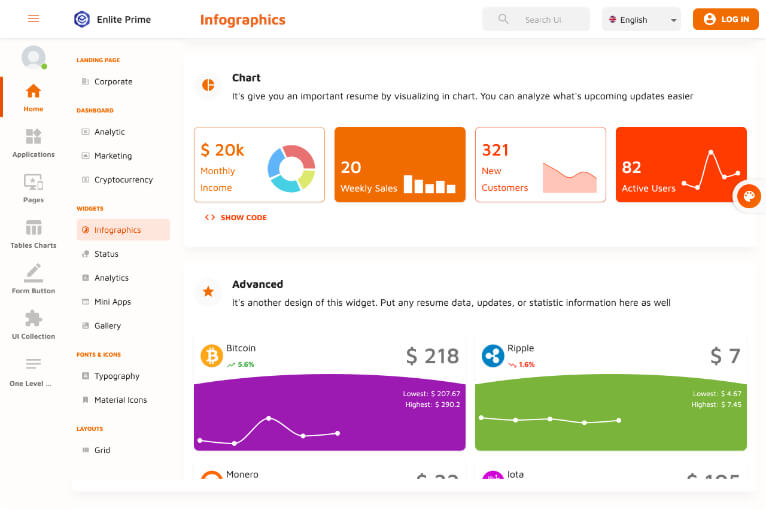 Enlite Prime
Infographics
Search UI
English
LOG IN
Home
Applications
Pages
Tables Charts
Form Button
UI Collection
One Level ...
LANDING PAGE
Corporate
DASHBOARD
Analytic
Marketing
Cryptocurrency
WIDGETS
Infographics
Status
Analytics
Mini Apps
Gallery
FONTS & ICONS
Typography
Material Icons
LAYOUTS
Grid
Chart
It's give you an important resume by visualizing in chart. You can analyze what's upcoming updates easier
$ 20k
Monthly
Income
20
Weekly Sales
321
New
Customers
82
Active Users
<> SHOW CODE
Advanced
It's another design of this widget. Put any resume data, updates, or statistic information here as well
Bitcoin
5.6%
$ 218
Lowest: $ 207.67
Highest: $ 290.2
Ripple
1.6%
$ 7
Lowest: $ 4.67
Highest: $ 7.45
Monero
Iota